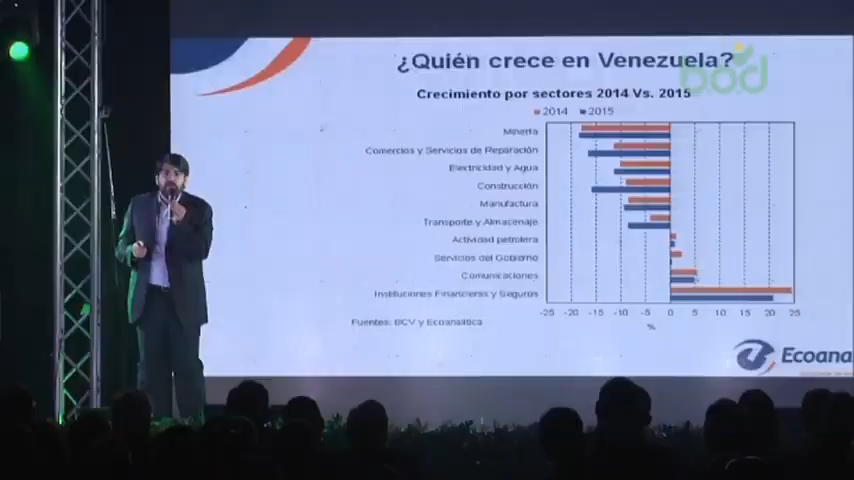 ¿Quién crece en Venezuela?
bod
Crecimiento por sectores 2014 Vs. 2015
2014 2015
Minería
Comercios y Servicios de Reparación
Electricidad y Agua
Construcción
Manufactura
Transporte y Almacenaje
Actividad petrolera
Servicios del Gobierno
Comunicaciones
Instituciones Financieras y Seguros
-25 -20 -15 -10 -5 0 5 10 15 20 25
%
Fuentes: BCV y Ecoanalítica
Ecoana